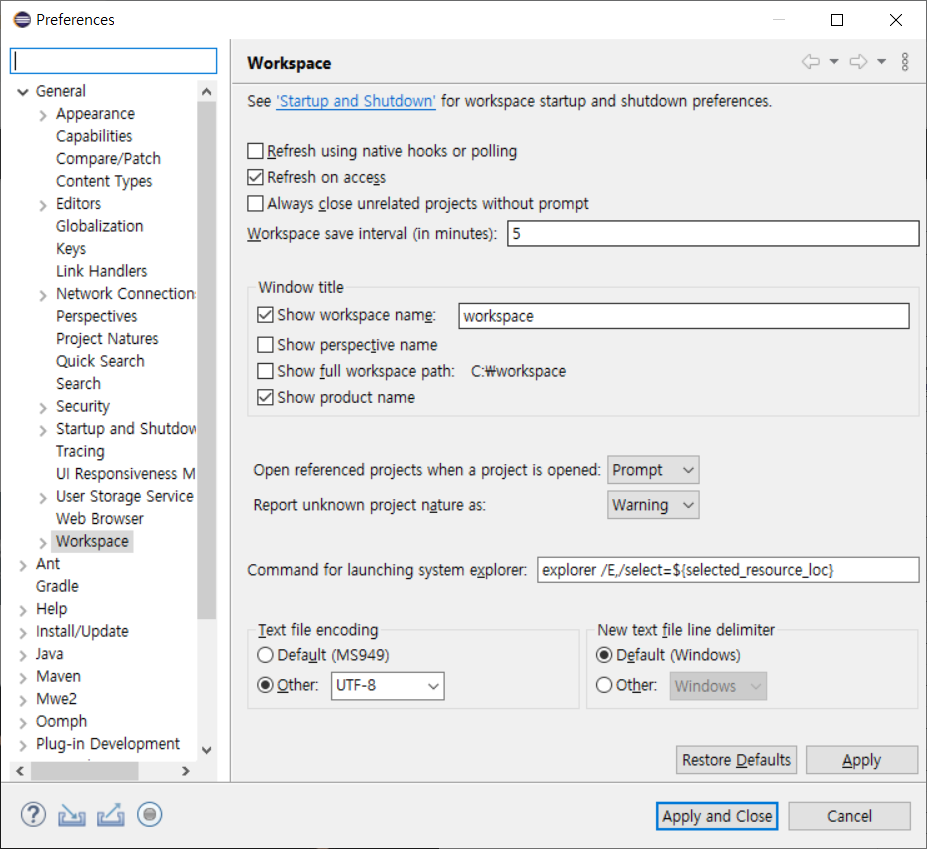 Preferences
General
Appearance
Capabilities
Compare/Patch
Content Types
Editors
Globalization
Keys
Link Handlers
Network Connection
Perspectives
Project Natures
Quick Search
Search
Security
Startup and Shutdow
Tracing
UI Responsiveness M
User Storage Service
Web Browser
Workspace
Ant
Gradle
Help
Install/Update
Java
Maven
Mwe2
Oomph
Plug-in Development
Workspace
See 'Startup and Shutdown' for workspace startup and shutdown preferences.
Refresh using native hooks or polling
Refresh on access
Always close unrelated projects without prompt
Workspace save interval (in minutes): 5
Window title
Show workspace name: workspace
Show perspective name
Show full workspace path: C:₩workspace
Show product name
Open referenced projects when a project is opened: Prompt
Report unknown project nature as: Warning
Command for launching system explorer: explorer /E,/select=${selected_resource_loc}
Text file encoding
Default (MS949)
Other: UTF-8
New text file line delimiter
Default (Windows)
Other: Windows
Restore Defaults Apply
? Apply and Close Cancel